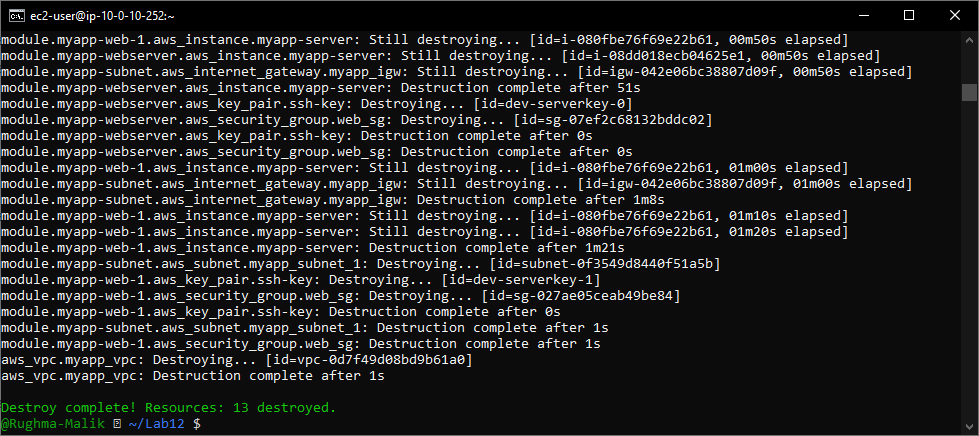 ec2-user@ip-10-0-10-252:~
module.myapp-web-1.aws_instance.myapp-server: Still destroying... [id=i-080fbe76f69e22b61, 00m50s elapsed]
module.myapp-webserver.aws_instance.myapp-server: Still destroying... [id=i-08dd018ecb04625e1, 00m50s elapsed]
module.myapp-subnet.aws_internet_gateway.myapp_igw: Still destroying... [id=igw-042e06bc38807d09f, 00m50s elapsed]
module.myapp-webserver.aws_instance.myapp-server: Destruction complete after 51s
module.myapp-webserver.aws_key_pair.ssh-key: Destroying... [id=dev-serverkey-0]
module.myapp-webserver.aws_security_group.web_sg: Destroying... [id=sg-07ef2c68132bddc02]
module.myapp-webserver.aws_key_pair.ssh-key: Destruction complete after 0s
module.myapp-webserver.aws_security_group.web_sg: Destruction complete after 0s
module.myapp-web-1.aws_instance.myapp-server: Still destroying... [id=i-080fbe76f69e22b61, 01m00s elapsed]
module.myapp-subnet.aws_internet_gateway.myapp_igw: Still destroying... [id=igw-042e06bc38807d09f, 01m00s elapsed]
module.myapp-subnet.aws_internet_gateway.myapp_igw: Destruction complete after 1m8s
module.myapp-web-1.aws_instance.myapp-server: Still destroying... [id=i-080fbe76f69e22b61, 01m10s elapsed]
module.myapp-web-1.aws_instance.myapp-server: Still destroying... [id=i-080fbe76f69e22b61, 01m20s elapsed]
module.myapp-web-1.aws_instance.myapp-server: Destruction complete after 1m21s
module.myapp-subnet.aws_subnet.myapp_subnet_1: Destroying... [id=subnet-0f3549d8440f51a5b]
module.myapp-web-1.aws_key_pair.ssh-key: Destroying... [id=dev-serverkey-1]
module.myapp-web-1.aws_security_group.web_sg: Destroying... [id=sg-027ae05ceab49be84]
module.myapp-web-1.aws_key_pair.ssh-key: Destruction complete after 0s
module.myapp-subnet.aws_subnet.myapp_subnet_1: Destruction complete after 1s
module.myapp-web-1.aws_security_group.web_sg: Destruction complete after 1s
aws_vpc.myapp_vpc: Destroying... [id=vpc-0d7f49d08bd9b61a0]
aws_vpc.myapp_vpc: Destruction complete after 1s
Destroy complete! Resources: 13 destroyed.
@Rughma-Malik ~/Lab12 $